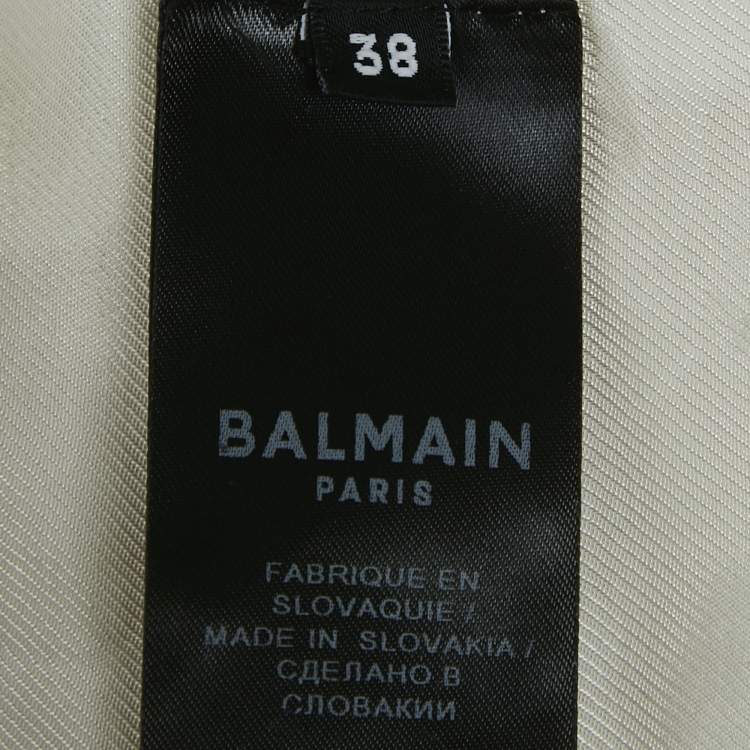 38
BALMAIN
PARIS
FABRIQUE EN
SLOVAQUIE /
MADE IN SLOVAKIA /
СДЕЛАНО В
СЛОВАКИИ